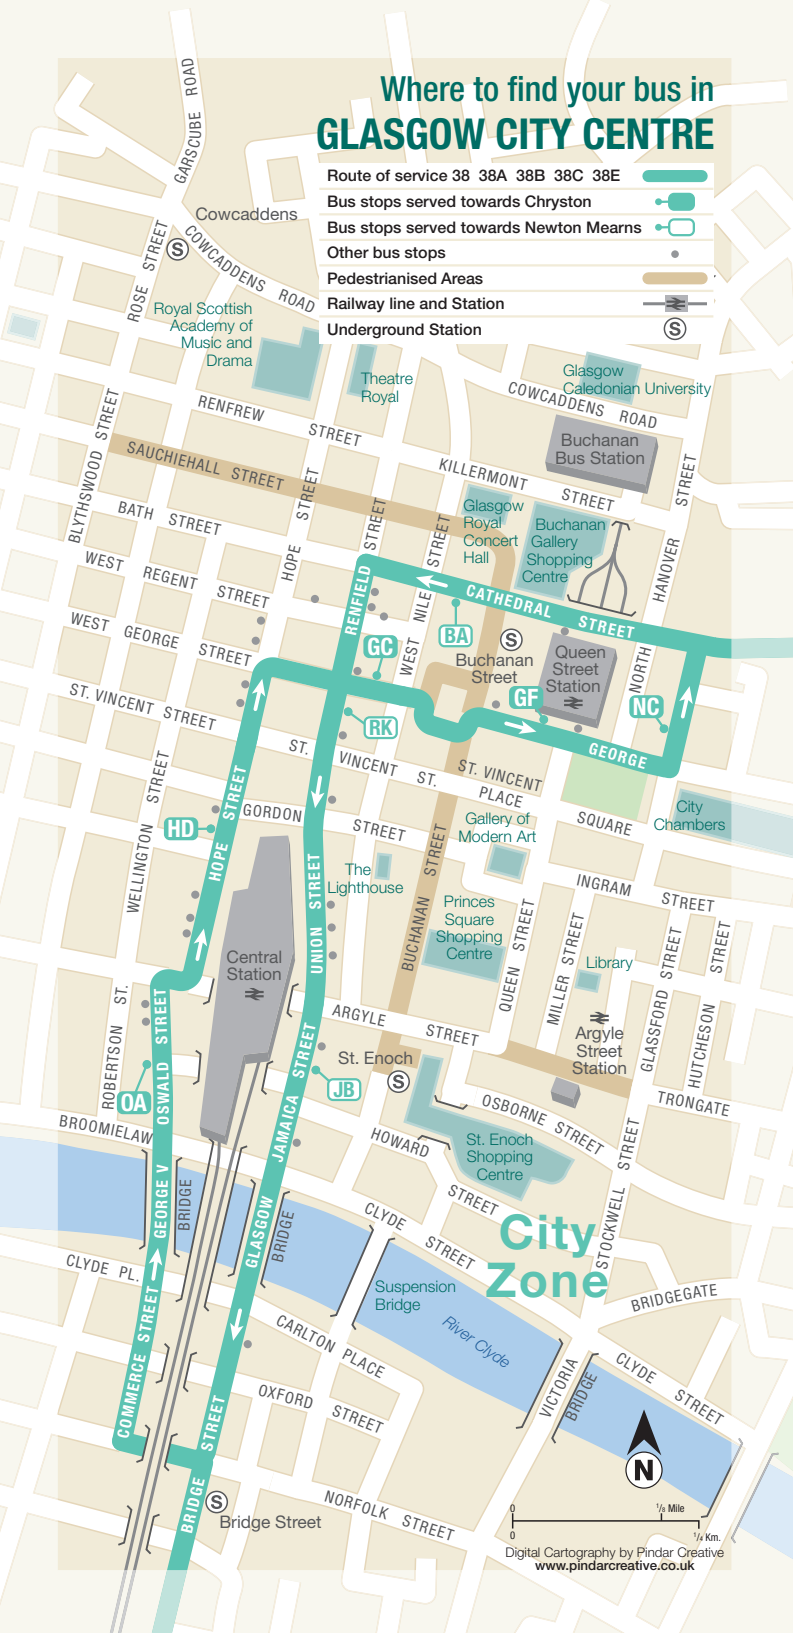 Where to find your bus in
GLASGOW CITY CENTRE
Route of service 38 38A 38B 38C 38E
Bus stops served towards Chryston
Bus stops served towards Newton Mearns
Other bus stops
Pedestrianised Areas
Railway line and Station
Underground Station
S
GARSCUBE ROAD
Cowcaddens
S
COWCADDENS ROAD
ROSE STREET
Royal Scottish
Academy of
Music and
Drama
Theatre
Royal
Glasgow
Caledonian University
COWCADDENS ROAD
Buchanan
Bus Station
RENFREW STREET
SAUCHIEHALL STREET
BLYTHSWOOD STREET
KILLERMONT STREET
Glasgow
Royal
Concert
Hall
Buchanan
Gallery
Shopping
Centre
HANOVER STREET
NORTH
BATH STREET
HOPE STREET
STREET
RENFIELD
WEST NILE STREET
WEST REGENT STREET
WEST GEORGE STREET
CATHEDRAL STREET
BA
S
Buchanan
Street
Queen
Street
Station
GC
GF
NC
RK
GEORGE
SQUARE
ST. VINCENT STREET
ST. VINCENT ST.
ST. VINCENT
PLACE
City
Chambers
WELLINGTON STREET
HD
HOPE STREET
GORDON STREET
Gallery of
Modern Art
The
Lighthouse
UNION STREET
BUCHANAN STREET
Princes
Square
Shopping
Centre
INGRAM STREET
QUEEN STREET
MILLER STREET
Library
GLASSFORD STREET
HUTCHESON STREET
Central
Station
ARGYLE STREET
Argyle
Street
Station
TRONGATE
ROBERTSON ST.
OSWALD STREET
OA
JB
JAMAICA STREET
St. Enoch
S
OSBORNE STREET
St. Enoch
Shopping
Centre
HOWARD STREET
STOCKWELL STREET
BROOMIELAW
GEORGE V
BRIDGE
GLASGOW
BRIDGE
CLYDE STREET
City
Zone
BRIDGEGATE
CLYDE PL.
Suspension
Bridge
River Clyde
CARLTON PLACE
COMMERCE STREET
OXFORD STREET
VICTORIA
BRIDGE
CLYDE STREET
BRIDGE STREET
S
Bridge Street
NORFOLK STREET
N
0 1/8 Mile
0 1/4 Km.
Digital Cartography by Pindar Creative
www.pindarcreative.co.uk